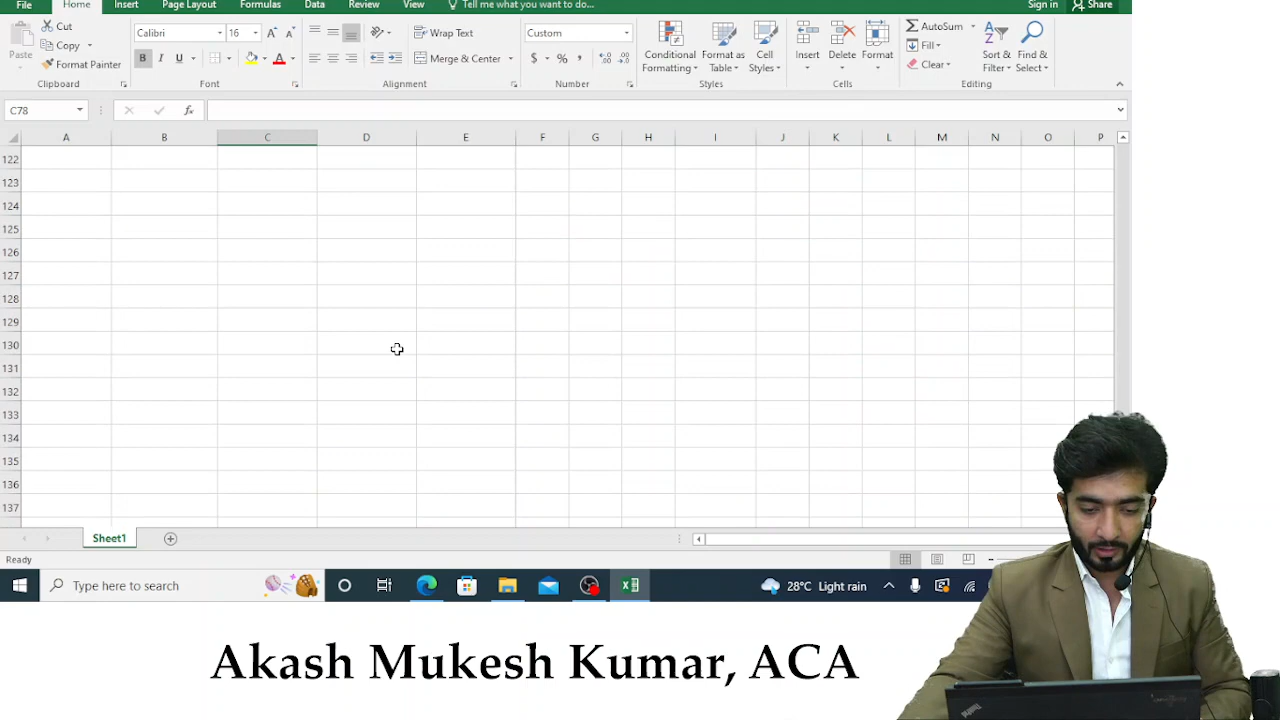 File Home Insert Page Layout Formulas Data Review View Tell me what you want to do... Sign in Share
Paste Cut Copy Format Painter Clipboard
Calibri 16 A A B I U A Font
Wrap Text Merge & Center Alignment
Custom $ % , Number
Conditional Formatting Format as Table Cell Styles Styles
Insert Delete Format Cells
AutoSum Fill Clear Sort & Filter Find & Select Editing
C78 fx
A B C D E F G H I J K L M N O P
122
123
124
125
126
127
128
129
130
131
132
133
134
135
136
137
Sheet1
Ready
Type here to search 28°C Light rain
Akash Mukesh Kumar, ACA